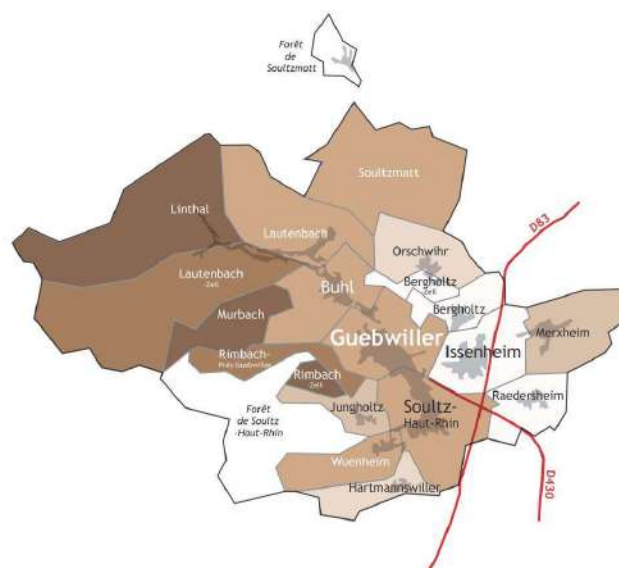 Forêt
de
Soultzmatt
Soultzmatt
D83
Linthal
Lautenbach
Orschwihr
Lautenbach
-Zell
Buhl
Bergholtz
Zell
Bergholtz
Murbach
Guebwiller
Issenheim
Merxheim
Rimbach-
Près-Guebwiller
Rimbach
Zell
Raedersheim
Forêt
de Soultz
-Haut-Rhin
Jungholtz
Soultz-
Haut-Rhin
Wuenheim
Hartmannswiller
D430